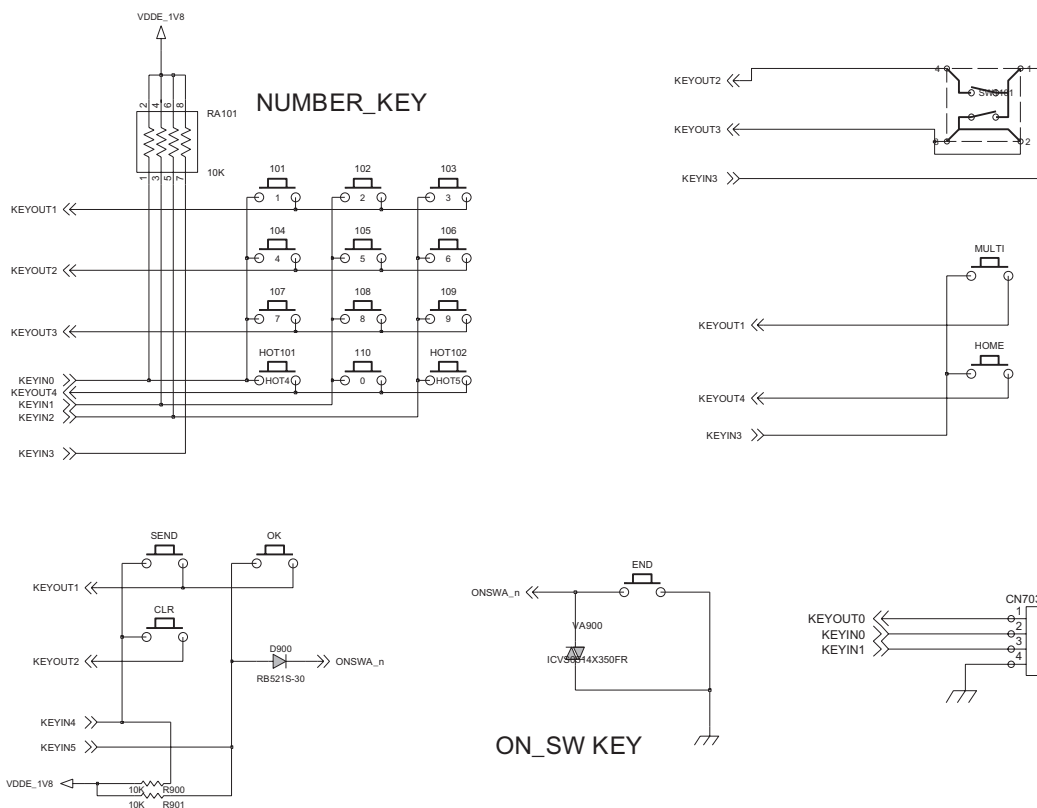 VDDE_1V8
2 4 6 8
RA101
10K
1 3 5 7
NUMBER_KEY
101 102 103
1 2 3
KEYOUT1
104 105 106
4 5 6
KEYOUT2
107 108 109
7 8 9
KEYOUT3
HOT101 110 HOT102
KEYIN0
HOT4 0 HOT5
KEYOUT4
KEYIN1
KEYIN2
KEYIN3
KEYOUT2
4 1
KEYOUT3
2
KEYIN3
MULTI
KEYOUT1
HOME
KEYOUT4
KEYIN3
SEND OK
KEYOUT1
CLR
KEYOUT2
D900
ONSWA_n
RB521S-30
KEYIN4
KEYIN5
VDDE_1V8
10K R900
10K R901
END
ONSWA_n
VA900
ICVS0514X350FR
ON_SW KEY
CN703
KEYOUT0 1
KEYIN0 2
KEYIN1 3
4